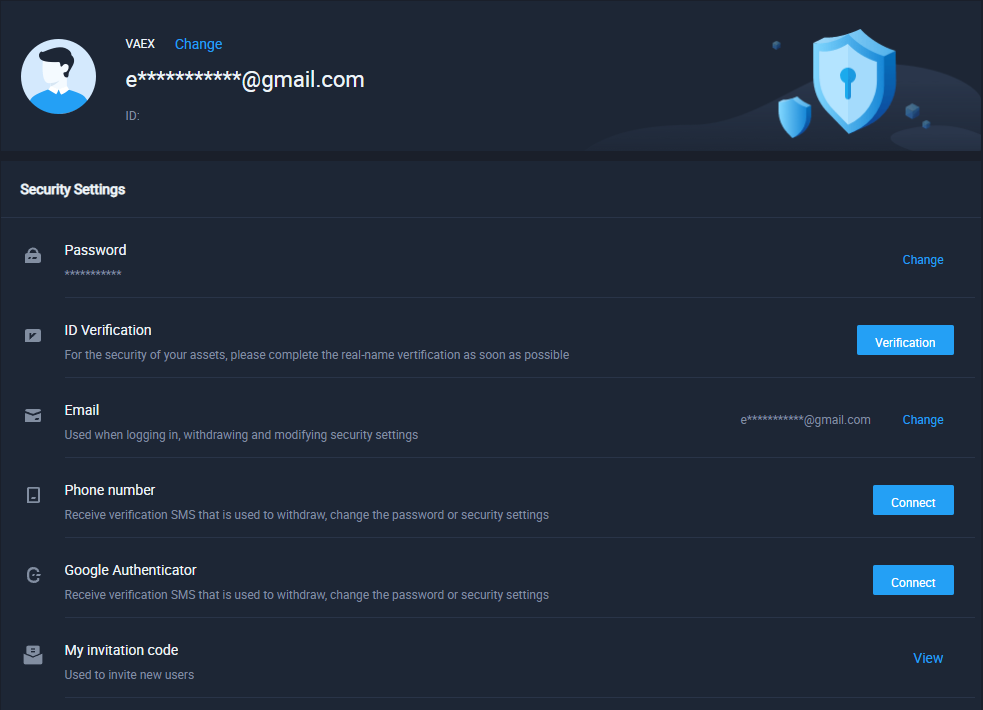 VAEX Change
e***********@gmail.com
ID:
Security Settings
Password
***********
Change
ID Verification
For the security of your assets, please complete the real-name vertification as soon as possible
Verification
Email
Used when logging in, withdrawing and modifying security settings
e***********@gmail.com Change
Phone number
Receive verification SMS that is used to withdraw, change the password or security settings
Connect
Google Authenticator
Receive verification SMS that is used to withdraw, change the password or security settings
Connect
My invitation code
Used to invite new users
View